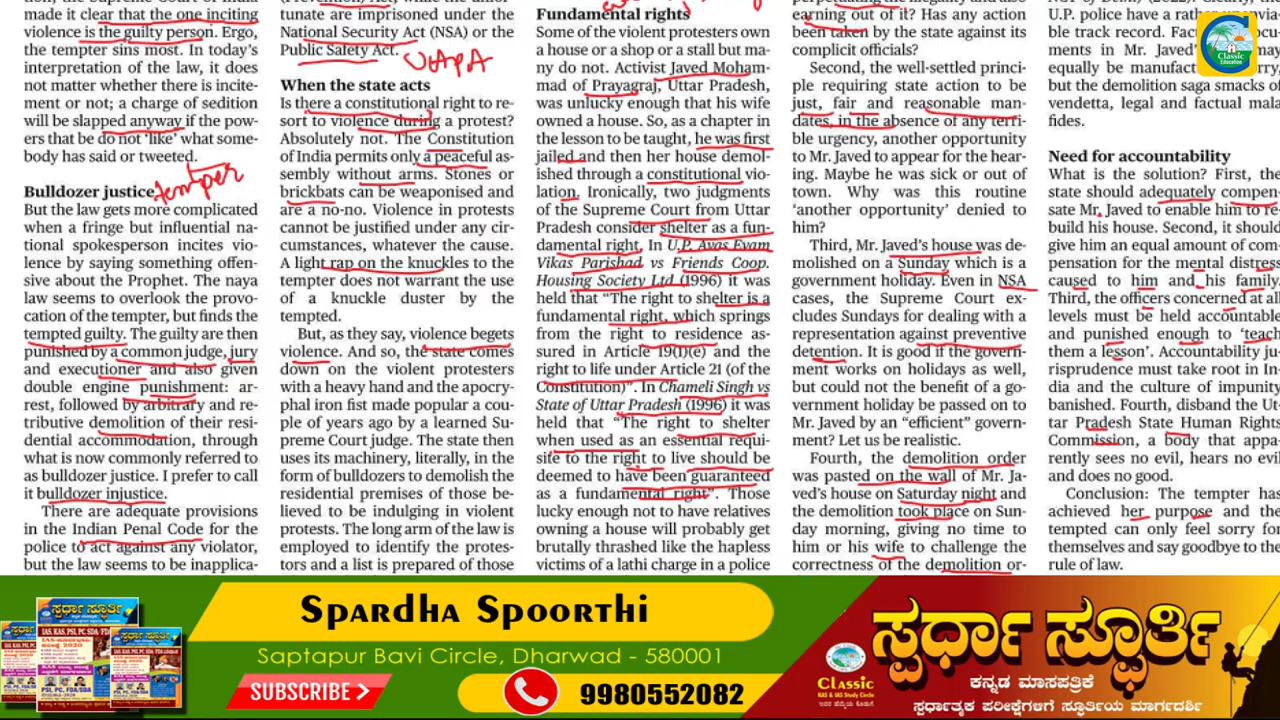 made it clear that the one inciting
violence is the guilty person. Ergo,
the tempter sins most. In today's
interpretation of the law, it does
not matter whether there is incite-
ment or not; a charge of sedition
will be slapped anyway if the pow-
ers that be do not 'like' what some-
body has said or tweeted.
Bulldozer justice
temper
But the law gets more complicated
when a fringe but influential na-
tional spokesperson incites vio-
lence by saying something offen-
sive about the Prophet. The naya
law seems to overlook the provo-
cation of the tempter, but finds the
tempted guilty. The guilty are then
punished by a common judge, jury
and executioner and also given
double engine punishment: ar-
rest, followed by arbitrary and re-
tributive demolition of their resi-
dential accommodation, through
what is now commonly referred to
as bulldozer justice. I prefer to call
it bulldozer injustice.
There are adequate provisions
in the Indian Penal Code for the
police to act against any violator,
but the law seems to be inapplica-
tunate are imprisoned under the
National Security Act (NSA) or the
Public Safety Act.
UAPA
When the state acts
Is there a constitutional right to re-
sort to violence during a protest?
Absolutely not. The Constitution
of India permits only a peaceful as-
sembly without arms. Stones or
brickbats can be weaponised and
are a no-no. Violence in protests
cannot be justified under any cir-
cumstances, whatever the cause.
A light rap on the knuckles to the
tempter does not warrant the use
of a knuckle duster by the
tempted.
But, as they say, violence begets
violence. And so, the state comes
down on the violent protesters
with a heavy hand and the apocry-
phal iron fist made popular a cou-
ple of years ago by a learned Su-
preme Court judge. The state then
uses its machinery, literally, in the
form of bulldozers to demolish the
residential premises of those be-
lieved to be indulging in violent
protests. The long arm of the law is
employed to identify the protes-
tors and a list is prepared of those
Fundamental rights
Some of the violent protesters own
a house or a shop or a stall but ma-
ny do not. Activist Javed Moham-
mad of Prayagraj, Uttar Pradesh,
was unlucky enough that his wife
owned a house. So, as a chapter in
the lesson to be taught, he was first
jailed and then her house demol-
ished through a constitutional vio-
lation. Ironically, two judgments
of the Supreme Court from Uttar
Pradesh consider shelter as a fun-
damental right. In U.P. Avas Evam
Vikas Parishad vs Friends Coop.
Housing Society Ltd (1996) it was
held that "The right to shelter is a
fundamental right, which springs
from the right to residence as-
sured in Article 19(1)(e) and the
right to life under Article 21 (of the
Constitution)". In Chameli Singh vs
State of Uttar Pradesh (1996) it was
held that "The right to shelter
when used as an essential requi-
site to the right to live should be
deemed to have been guaranteed
as a fundamental right". Those
lucky enough not to have relatives
owning a house will probably get
brutally thrashed like the hapless
victims of a lathi charge in a police
perpetuating the illegality and also
earning out of it? Has any action
been taken by the state against its
complicit officials?
Second, the well-settled princi-
ple requiring state action to be
just, fair and reasonable man-
dates, in the absence of any terri-
ble urgency, another opportunity
to Mr. Javed to appear for the hear-
ing. Maybe he was sick or out of
town. Why was this routine
'another opportunity' denied to
him?
Third, Mr. Javed's house was de-
molished on a Sunday which is a
government holiday. Even in NSA
cases, the Supreme Court ex-
cludes Sundays for dealing with a
representation against preventive
detention. It is good if the govern-
ment works on holidays as well,
but could not the benefit of a go-
vernment holiday be passed on to
Mr. Javed by an "efficient" govern-
ment? Let us be realistic.
Fourth, the demolition order
was pasted on the wall of Mr. Ja-
ved's house on Saturday night and
the demolition took place on Sun-
day morning, giving no time to
him or his wife to challenge the
correctness of the demolition or-
U.P. police have a rather
ble track record.
ments in Mr. Javed' may
equally be manufact
but the demolition saga smacks of
vendetta, legal and factual mala
fides.
Need for accountability
What is the solution? First, the
state should adequately compen-
sate Mr. Javed to enable him to re-
build his house. Second, it should
give him an equal amount of com
pensation for the mental distress
caused to him and his family.
Third, the officers concerned at all
levels must be held accountable
and punished enough to 'teach
them a lesson'. Accountability ju
risprudence must take root in In-
dia and the culture of impunity
banished. Fourth, disband the Ut-
tar Pradesh State Human Rights
Commission, a body that appa
rently sees no evil, hears no evil
and does no good.
Conclusion: The tempter has
achieved her purpose and the
tempted can only feel sorry for
themselves and say goodbye to the
rule of law.
Classic
Education
Spardha Spoorthi
Saptapur Bavi Circle, Dharwad - 580001
SUBSCRIBE >
9980552082
ಸ್ಪರ್ಧಾ ಸ್ಫೂರ್ತಿ
ಕನ್ನಡ ಮಾಸಪತ್ರಿಕೆ
ಸ್ಪರ್ಧಾತ್ಮಕ ಪರೀಕ್ಷೆಗಳಿಗೆ ಸ್ಫೂರ್ತಿಯ ಮಾರ್ಗದರ್ಶಿ
Classic
KAS & IAS Study Circle